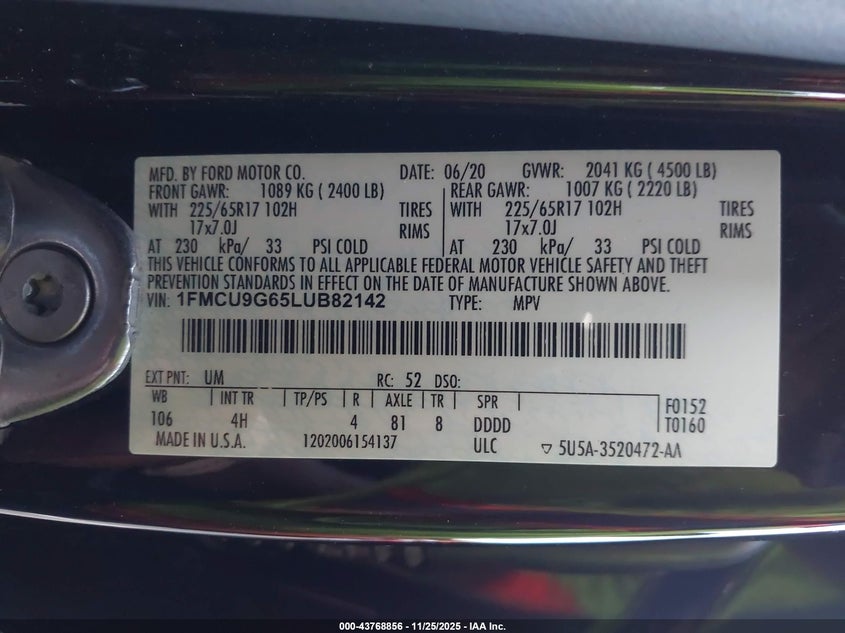 MFD. BY FORD MOTOR CO. DATE: 06/20 GVWR: 2041 KG ( 4500 LB)
FRONT GAWR: 1089 KG ( 2400 LB) REAR GAWR: 1007 KG ( 2220 LB)
WITH 225/65R17 102H TIRES WITH 225/65R17 102H TIRES
17x7.0J RIMS 17x7.0J RIMS
AT 230 kPa/ 33 PSI COLD AT 230 kPa/ 33 PSI COLD
THIS VEHICLE CONFORMS TO ALL APPLICABLE FEDERAL MOTOR VEHICLE SAFETY AND THEFT
PREVENTION STANDARDS IN EFFECT ON THE DATE OF MANUFACTURE SHOWN ABOVE.
VIN: 1FMCU9G65LUB82142 TYPE: MPV
EXT PNT: UM RC: 52 DSO:
WB INT TR TP/PS R AXLE TR SPR F0152
106 4H 4 81 8 DDDD T0160
MADE IN U.S.A. 1202006154137 ULC ▽ 5U5A-3520472-AA
000-43768856 - 11/25/2025 - IAA Inc.